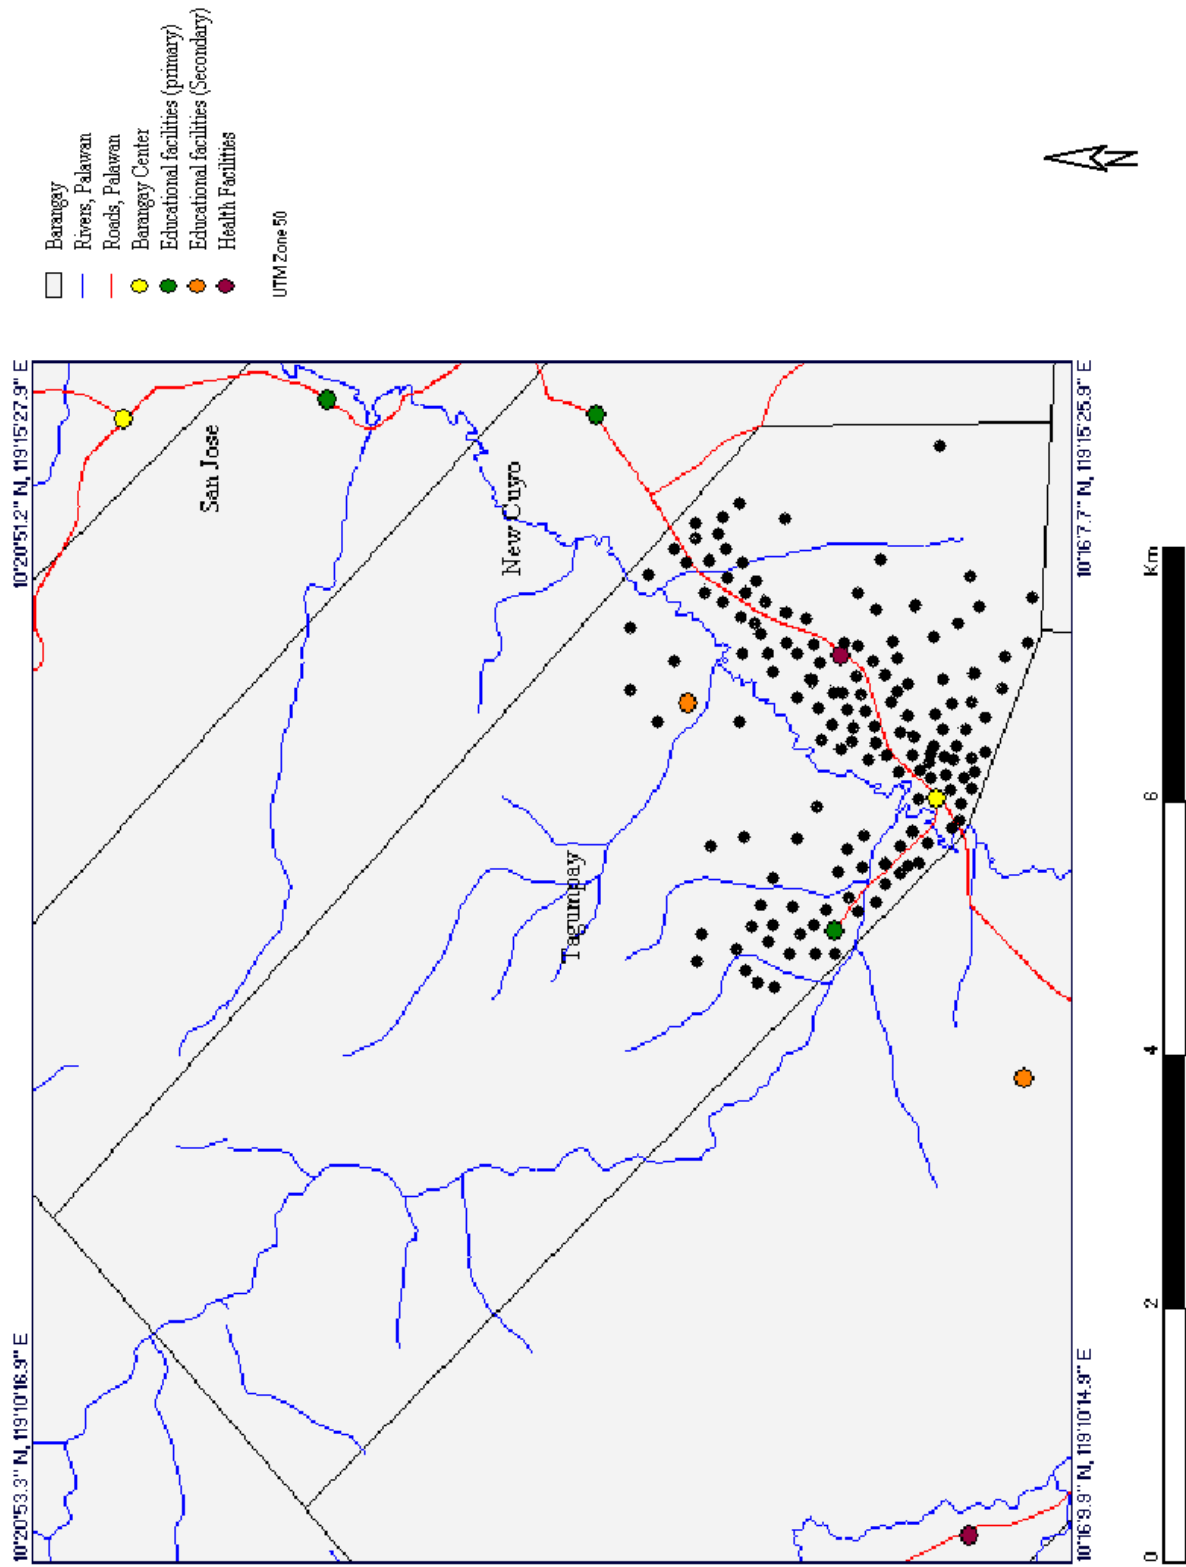 10°20'53.3" N, 119°10'16.9" E
10°20'51.2" N, 119°15'27.9" E
San Jose
New Cuyo
Tagumpay
10°16'9.9" N, 119°10'14.9" E
10°16'7.7" N, 119°15'25.9" E
0
2
4
6
Km
Barangay
Rivers, Palawan
Roads, Palawan
Barangay Center
Educational facilities (primary)
Educational facilities (Secondary)
Health Facilities
UTM Zone 50
N